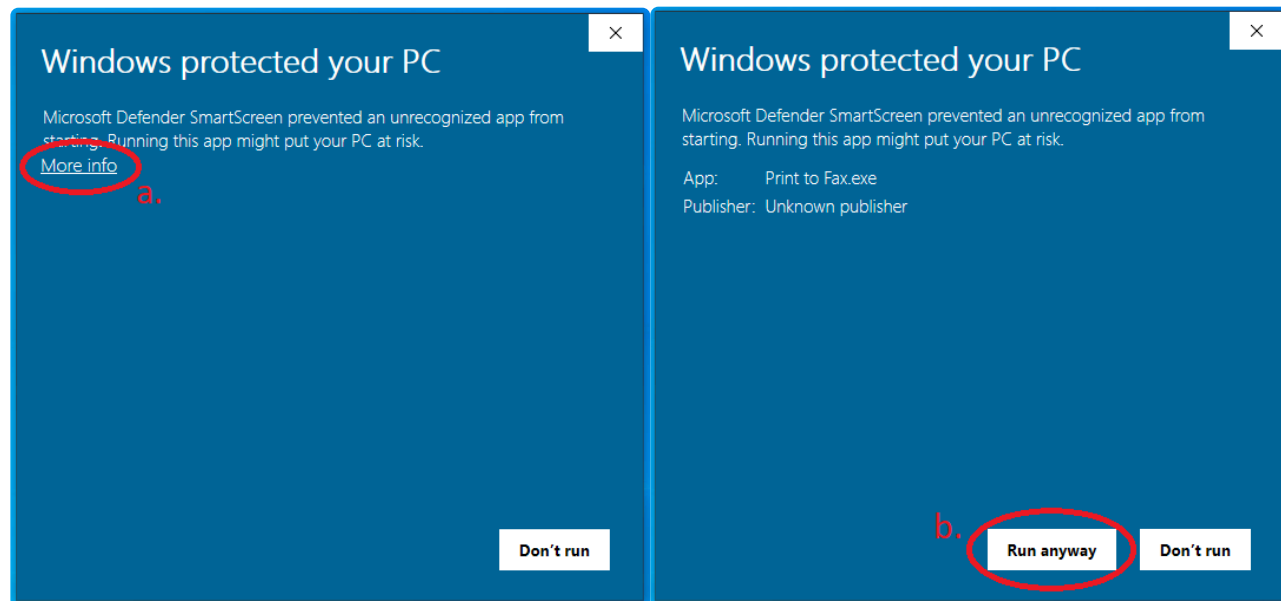 Windows protected your PC
Microsoft Defender SmartScreen prevented an unrecognized app from
starting. Running this app might put your PC at risk.
More info
a.
Don't run
Windows protected your PC
Microsoft Defender SmartScreen prevented an unrecognized app from
starting. Running this app might put your PC at risk.
App: Print to Fax.exe
Publisher: Unknown publisher
b.
Run anyway Don't run